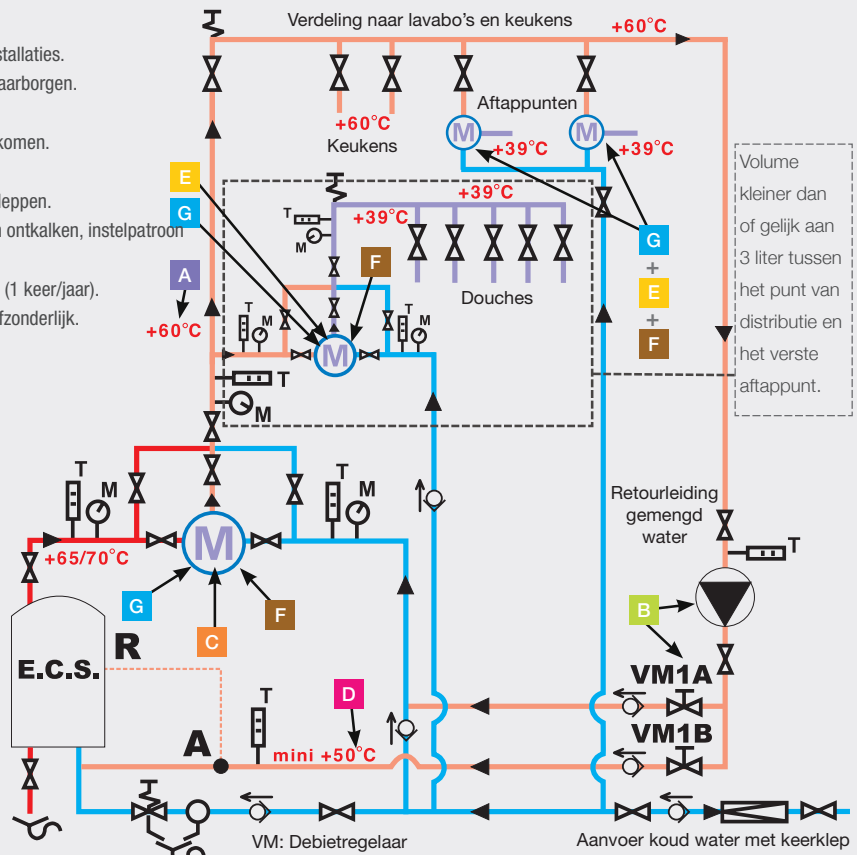 stallaties.
aarborgen.
komen.
leppen.
n ontkalken, instelpatroon
(1 keer/jaar).
fzonderlijk.
Verdeling naar lavabo's en keukens
+60°C
+60°C
Keukens
Aftappunten
M
+39°C
M
+39°C
E
G
T
M
+39°C
+39°C
Douches
F
G
+
E
+
F
Volume
kleiner dan
of gelijk aan
3 liter tussen
het punt van
distributie en
het verste
aftappunt.
A
+60°C
T
M
M
T
M
T
M
T
M
+65/70°C
M
T
M
G
C
F
Retourleiding
gemengd
water
T
B
VM1A
VM1B
E.C.S.
R
A
T
D
mini +50°C
VM: Debietregelaar
Aanvoer koud water met keerklep